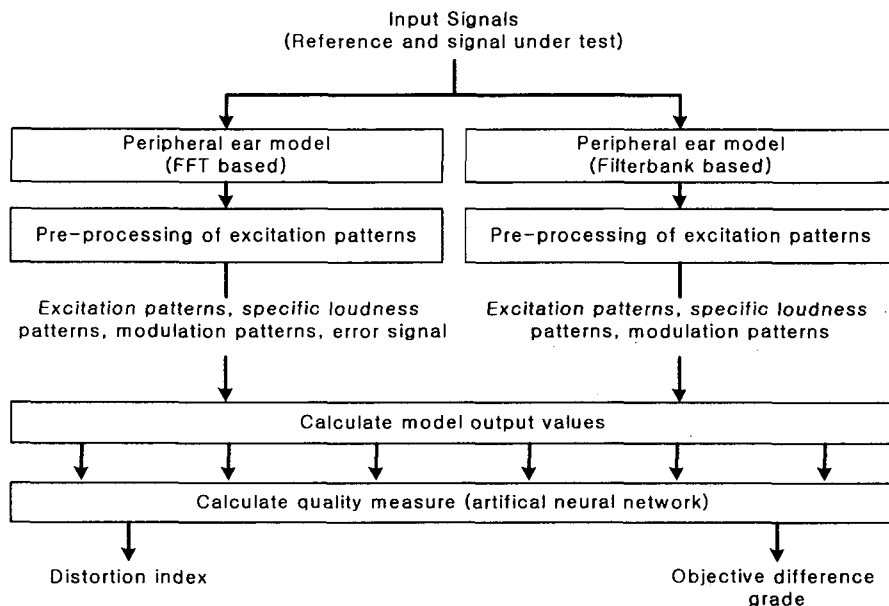 Input Signals
(Reference and signal under test)
Peripheral ear model
(FFT based)
Peripheral ear model
(Filterbank based)
Pre-processing of excitation patterns
Pre-processing of excitation patterns
Excitation patterns, specific loudness
patterns, modulation patterns, error signal
Excitation patterns, specific loudness
patterns, modulation patterns
Calculate model output values
Calculate quality measure (artifical neural network)
Distortion index
Objective difference
grade